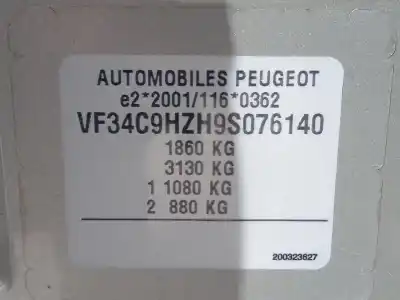 AUTOMOBILES PEUGEOT
e2*2001/116*0362
VF34C9HZH9S076140
1860 KG
3130 KG
1 1080 KG
2 880 KG
200323627